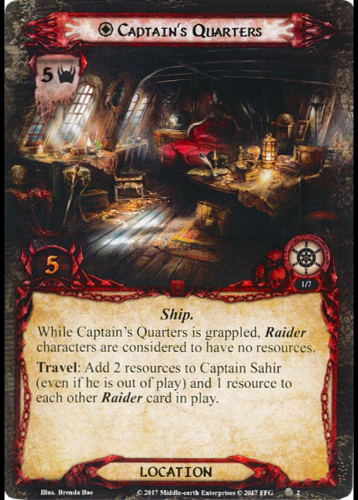 Captain's Quarters
5
5
1/7
Ship.
While Captain's Quarters is grappled, Raider
characters are considered to have no resources.
Travel: Add 2 resources to Captain Sahír
(even if he is out of play) and 1 resource to
each other Raider card in play.
Illus. Brenda Bae © 2017 Middle-earth Enterprises © 2017 FFG 2
LOCATION